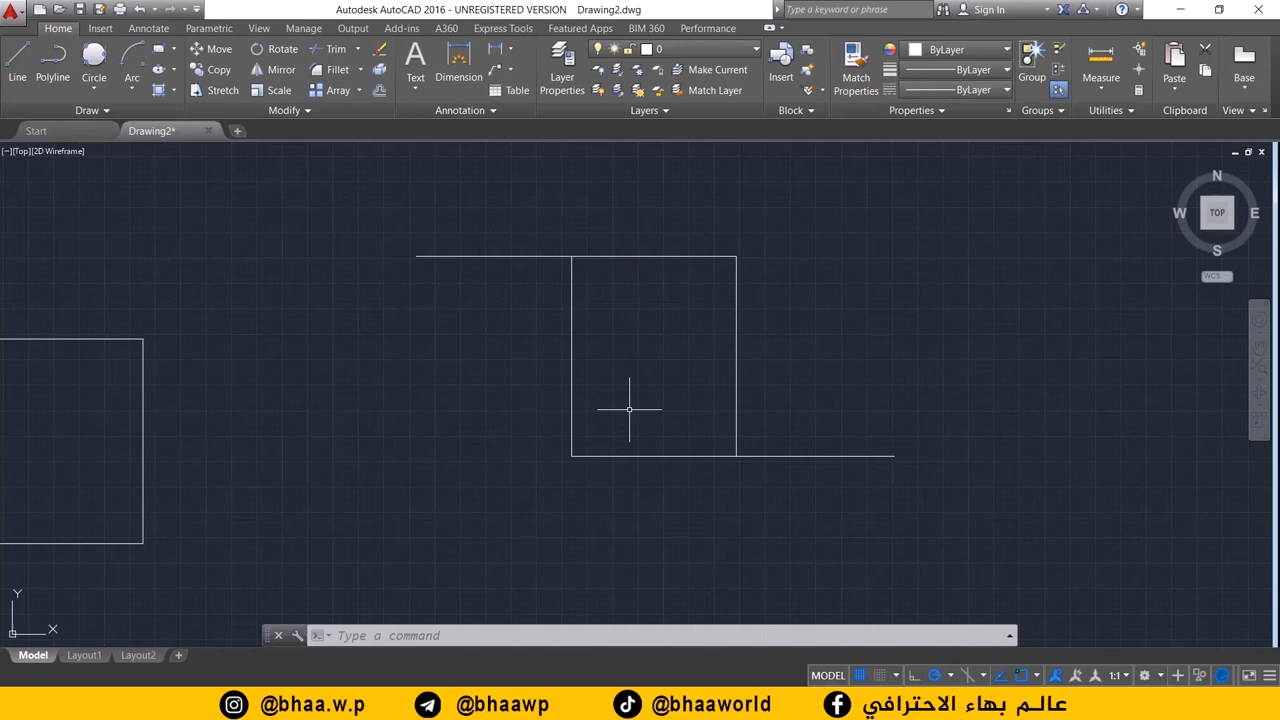 Autodesk AutoCAD 2016 - UNREGISTERED VERSION Drawing2.dwg
Type a keyword or phrase
Sign In
Home Insert Annotate Parametric View Manage Output Add-ins A360 Express Tools Featured Apps BIM 360 Performance
Line Polyline Circle Arc
Move Rotate Trim
Copy Mirror Fillet
Stretch Scale Array
Text Dimension Table
Layer Properties
0
Make Current
Match Layer
Insert
Match Properties
ByLayer
ByLayer
ByLayer
Group Measure Paste Base
Draw Modify Annotation Layers Block Properties Groups Utilities Clipboard View
Start Drawing2*
[−][Top][2D Wireframe]
N
W TOP E
S
WCS
Y
X
Type a command
Model Layout1 Layout2
MODEL 1:1
@bhaa.w.p @bhaawp @bhaaworld عالم بهاء الاحترافي